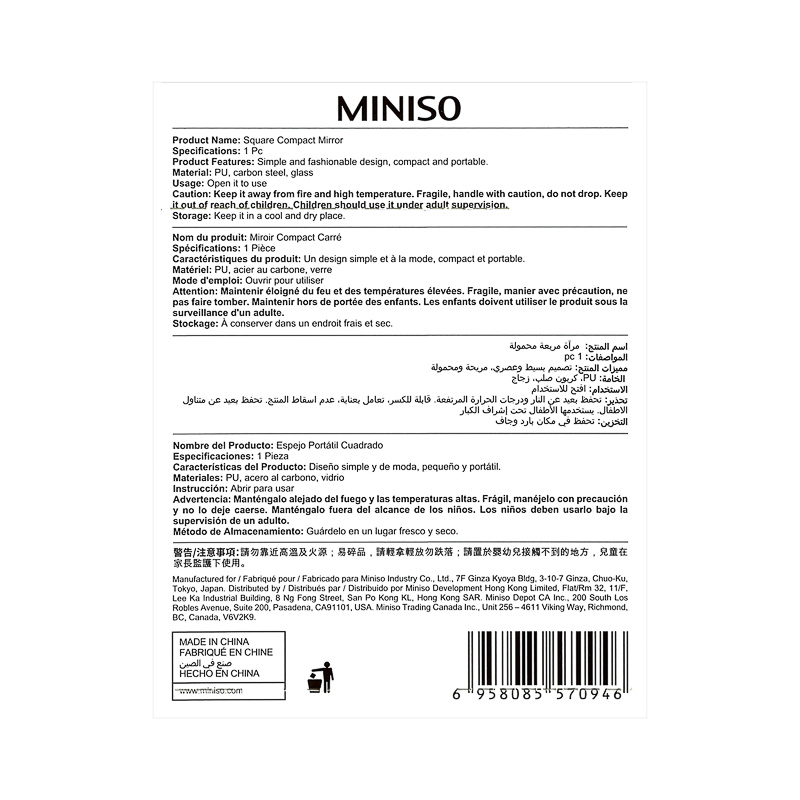 MINISO
Product Name: Square Compact Mirror
Specifications: 1 Pc
Product Features: Simple and fashionable design, compact and portable.
Material: PU, carbon steel, glass
Usage: Open it to use
Caution: Keep it away from fire and high temperature. Fragile, handle with caution, do not drop. Keep
it out of reach of children. Children should use it under adult supervision.
Storage: Keep it in a cool and dry place.
Nom du produit: Miroir Compact Carré
Spécifications: 1 Pièce
Caractéristiques du produit: Un design simple et à la mode, compact et portable.
Matériel: PU, acier au carbone, verre
Mode d'emploi: Ouvrir pour utiliser
Attention: Maintenir éloigné du feu et des températures élevées. Fragile, manier avec précaution, ne
pas faire tomber. Maintenir hors de portée des enfants. Les enfants doivent utiliser le produit sous la
surveillance d'un adulte.
Stockage: À conserver dans un endroit frais et sec.
اسم المنتج: مرآة مربعة محمولة
المواصفات: 1 pc
مميزات المنتج: تصميم بسيط وعصري، مريحة ومحمولة
الخامة: PU، كربون صلب، زجاج
الاستخدام: افتح للاستخدام
تحذير: تحفظ بعيد عن النار ودرجات الحرارة المرتفعة. قابلة للكسر، تعامل بعناية، عدم اسقاط المنتج. تحفظ بعيد عن متناول
الاطفال. يستخدمها الأطفال تحت إشراف الكبار
التخزين: تحفظ في مكان بارد وجاف
Nombre del Producto: Espejo Portátil Cuadrado
Especificaciones: 1 Pieza
Características del Producto: Diseño simple y de moda, pequeño y portátil.
Materiales: PU, acero al carbono, vidrio
Instrucción: Abrir para usar
Advertencia: Manténgalo alejado del fuego y las temperaturas altas. Frágil, manéjelo con precaución
y no lo deje caerse. Manténgalo fuera del alcance de los niños. Los niños deben usarlo bajo la
supervisión de un adulto.
Método de Almacenamiento: Guárdelo en un lugar fresco y seco.
警告/注意事項:請勿靠近高溫及火源；易碎品，請輕拿輕放勿跌落；請置於嬰幼兒接觸不到的地方，兒童在
家長監護下使用。
Manufactured for / Fabriqué pour / Fabricado para Miniso Industry Co., Ltd., 7F Ginza Kyoya Bldg, 3-10-7 Ginza, Chuo-Ku,
Tokyo, Japan. Distributed by / Distribués par / Distribuido por Miniso Development Hong Kong Limited, Flat/Rm 32, 11/F,
Lee Ka Industrial Building, 8 Ng Fong Street, San Po Kong KL, Hong Kong SAR. Miniso Depot CA Inc., 200 South Los
Robles Avenue, Suite 200, Pasadena, CA91101, USA. Miniso Trading Canada Inc., Unit 256 – 4611 Viking Way, Richmond,
BC, Canada, V6V2K9.
MADE IN CHINA
FABRIQUÉ EN CHINE
صنع في الصين
HECHO EN CHINA
www.miniso.com
6 958085 570946